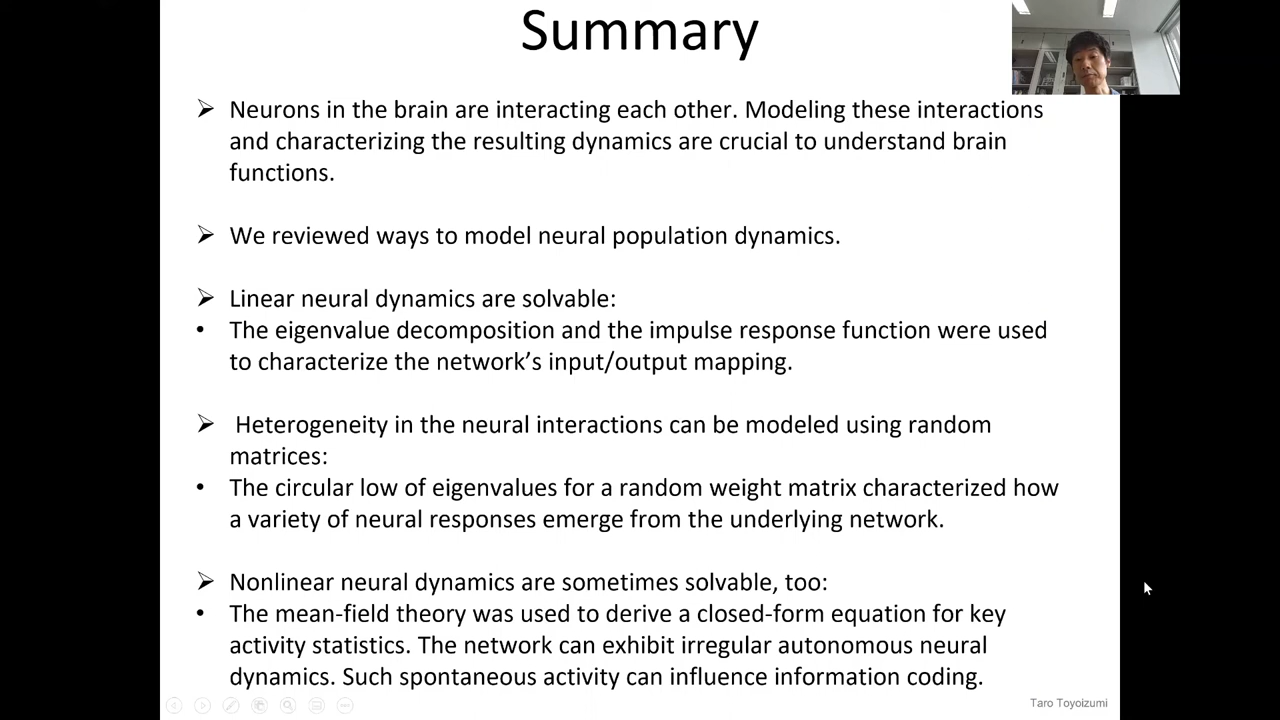 Summary
➢ Neurons in the brain are interacting each other. Modeling these interactions
and characterizing the resulting dynamics are crucial to understand brain
functions.
➢ We reviewed ways to model neural population dynamics.
➢ Linear neural dynamics are solvable:
• The eigenvalue decomposition and the impulse response function were used
to characterize the network’s input/output mapping.
➢ Heterogeneity in the neural interactions can be modeled using random
matrices:
• The circular low of eigenvalues for a random weight matrix characterized how
a variety of neural responses emerge from the underlying network.
➢ Nonlinear neural dynamics are sometimes solvable, too:
• The mean-field theory was used to derive a closed-form equation for key
activity statistics. The network can exhibit irregular autonomous neural
dynamics. Such spontaneous activity can influence information coding.
Taro Toyoizumi